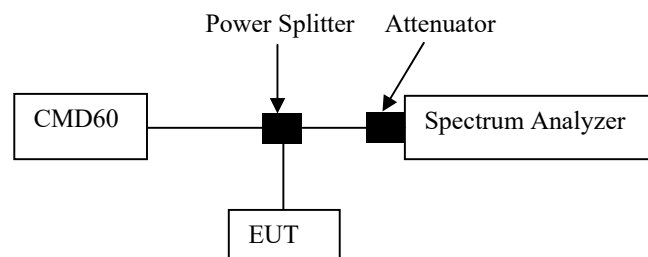 Power Splitter
Attenuator
CMD60
Spectrum Analyzer
EUT